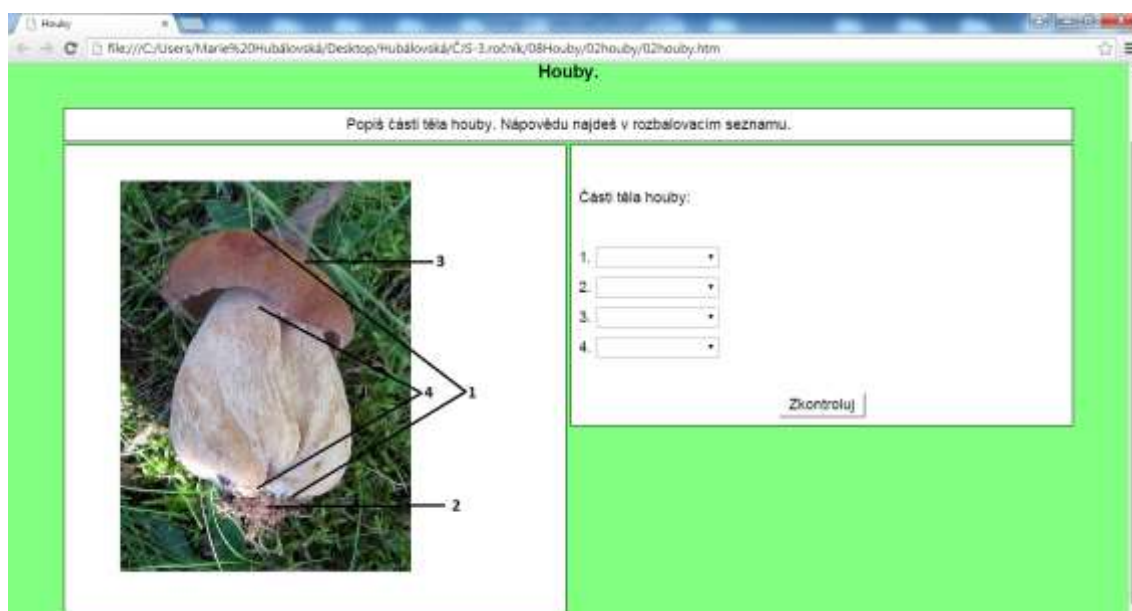 Houby
file:///C:/Users/Marie%20Hubálovská/Desktop/Hubálovská/ČJS-3.ročník/08Houby/02houby/02houby.htm
Houby.
Popiš části těla houby. Nápovědu najdeš v rozbalovacím seznamu.
3
4
1
2
Části těla houby:
1.
2.
3.
4.
Zkontroluj